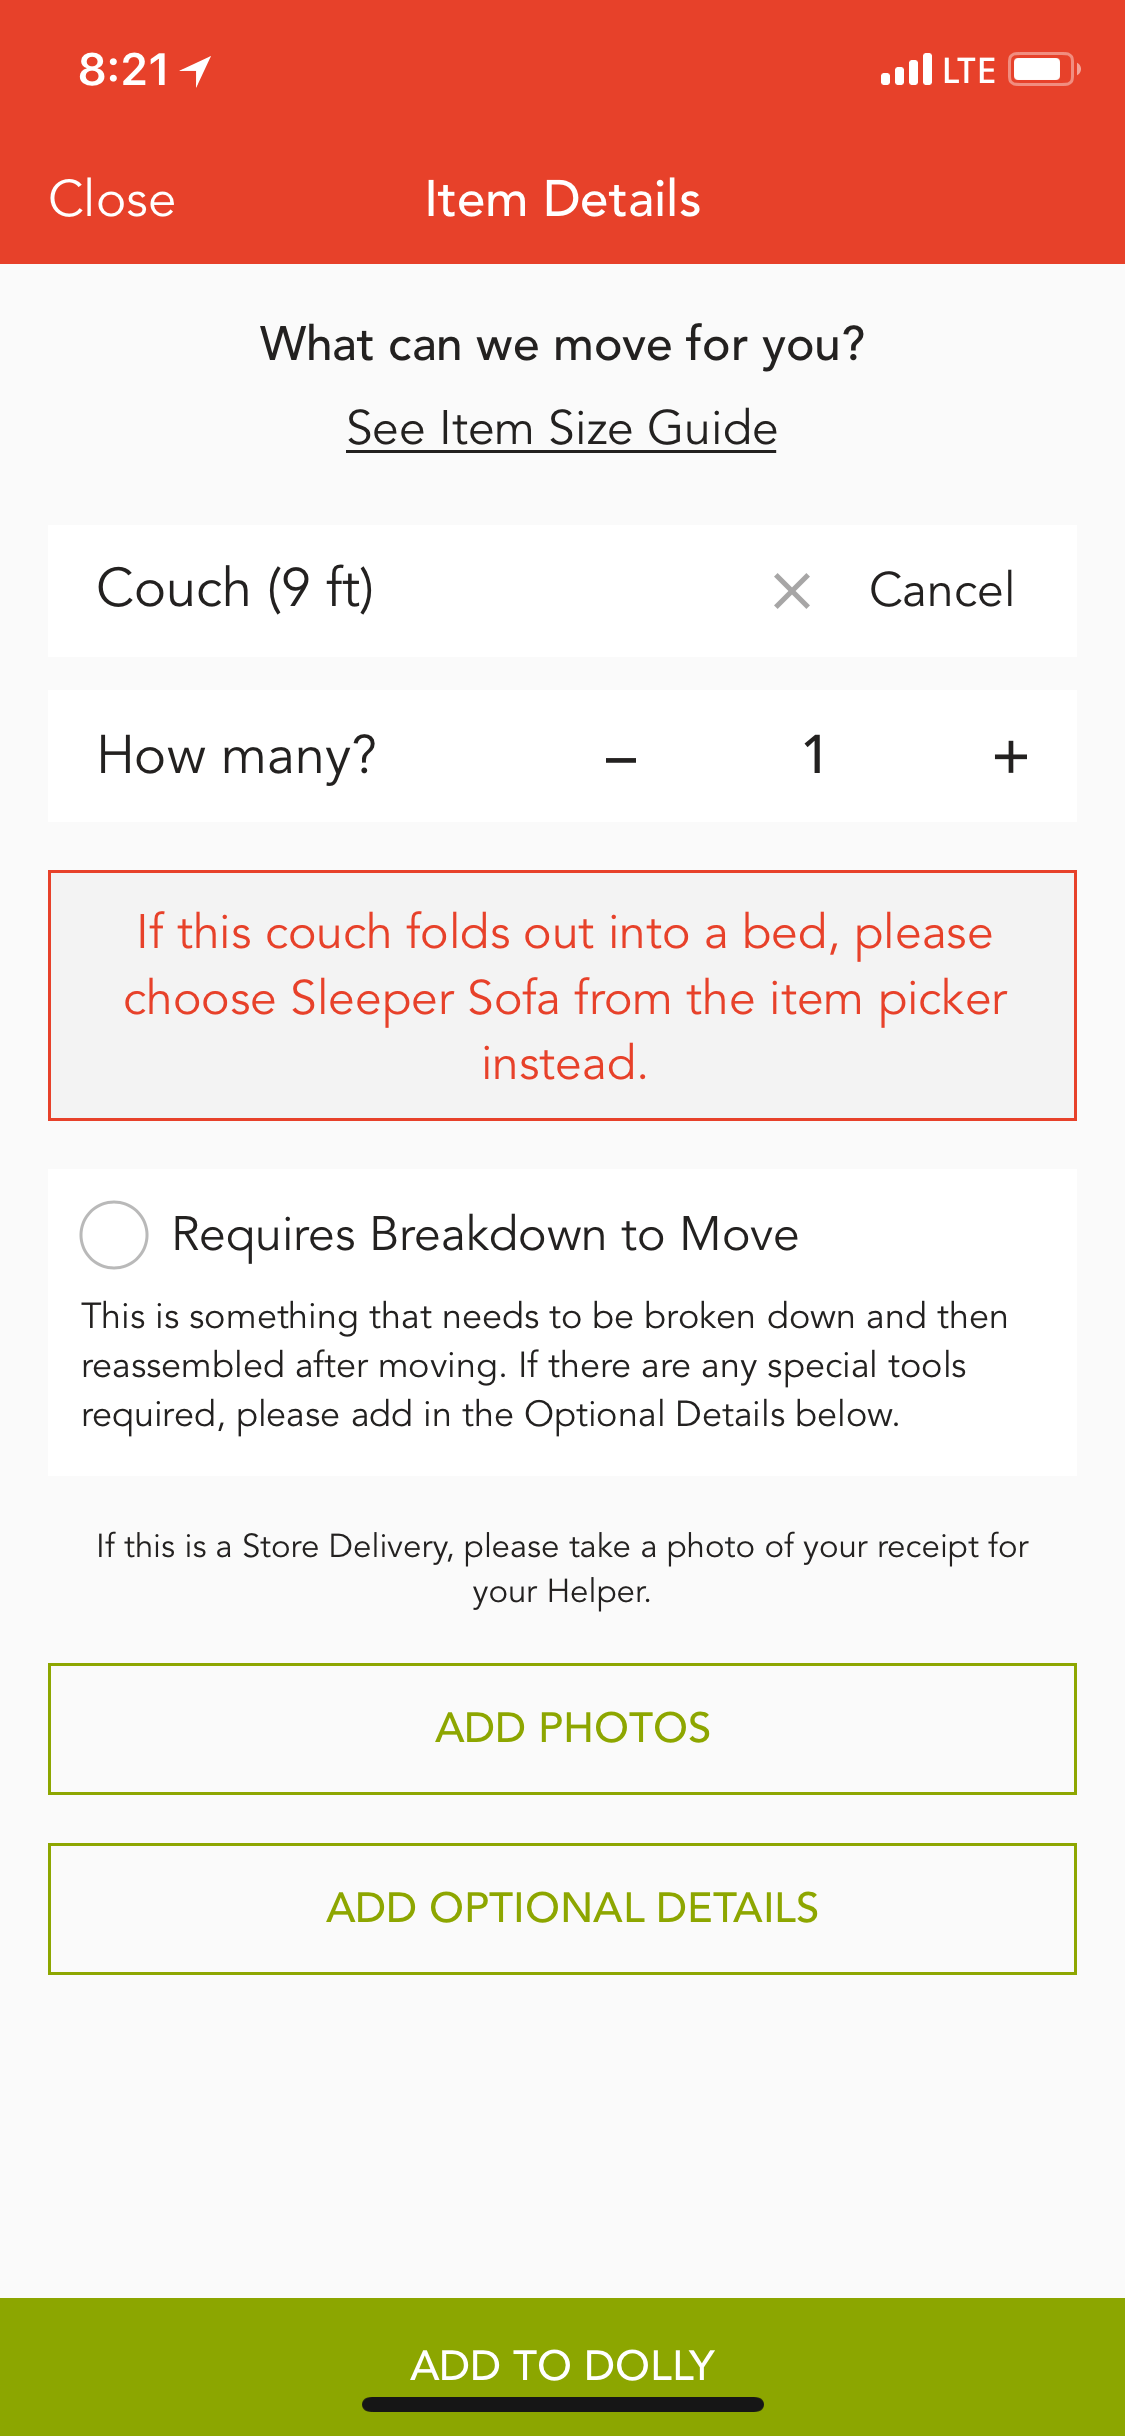 8:21
LTE
Close
Item Details
What can we move for you?
See Item Size Guide
Couch (9 ft)
Cancel
How many?
– 1 +
If this couch folds out into a bed, please
choose Sleeper Sofa from the item picker
instead.
Requires Breakdown to Move
This is something that needs to be broken down and then
reassembled after moving. If there are any special tools
required, please add in the Optional Details below.
If this is a Store Delivery, please take a photo of your receipt for
your Helper.
ADD PHOTOS
ADD OPTIONAL DETAILS
ADD TO DOLLY